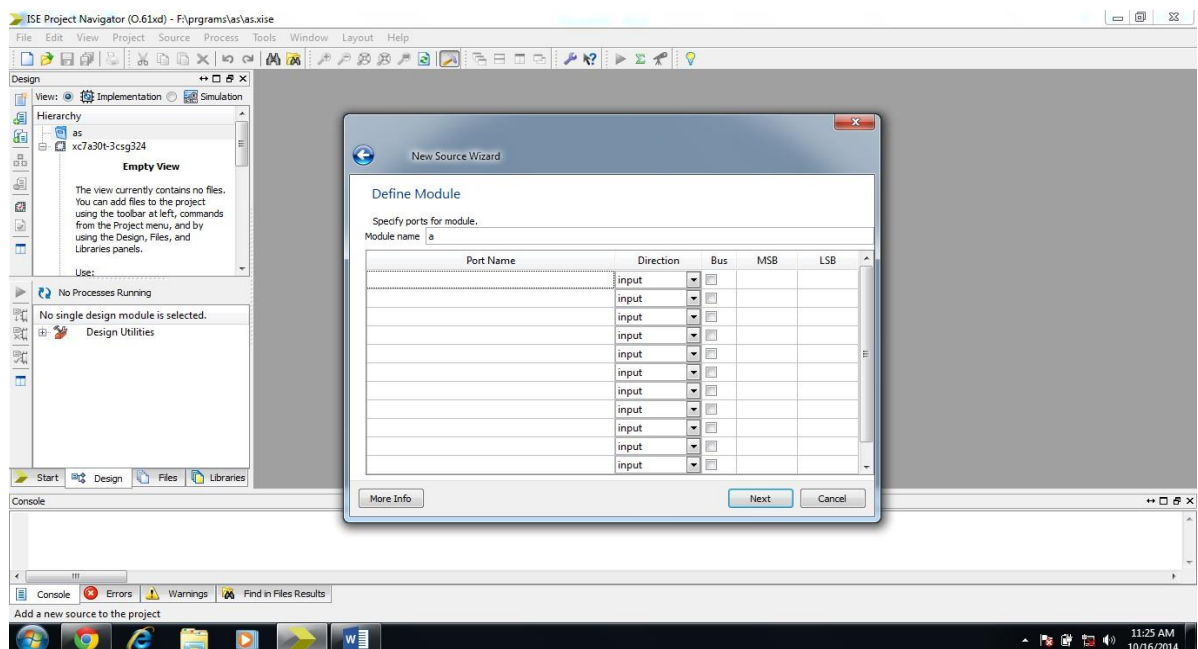 ISE Project Navigator (O.61xd) - F:\prgrams\as\as.xise
File Edit View Project Source Process Tools Window Layout Help
Design
View: Implementation Simulation
Hierarchy
as
xc7a30t-3csg324
Empty View
The view currently contains no files.
You can add files to the project
using the toolbar at left, commands
from the Project menu, and by
using the Design, Files, and
Libraries panels.
Use:
No Processes Running
No single design module is selected.
Design Utilities
Start Design Files Libraries
New Source Wizard
Define Module
Specify ports for module.
Module name a
Port Name Direction Bus MSB LSB
input
input
input
input
input
input
input
input
input
input
input
More Info Next Cancel
Console
Console Errors Warnings Find in Files Results
Add a new source to the project
11:25 AM
10/16/2014